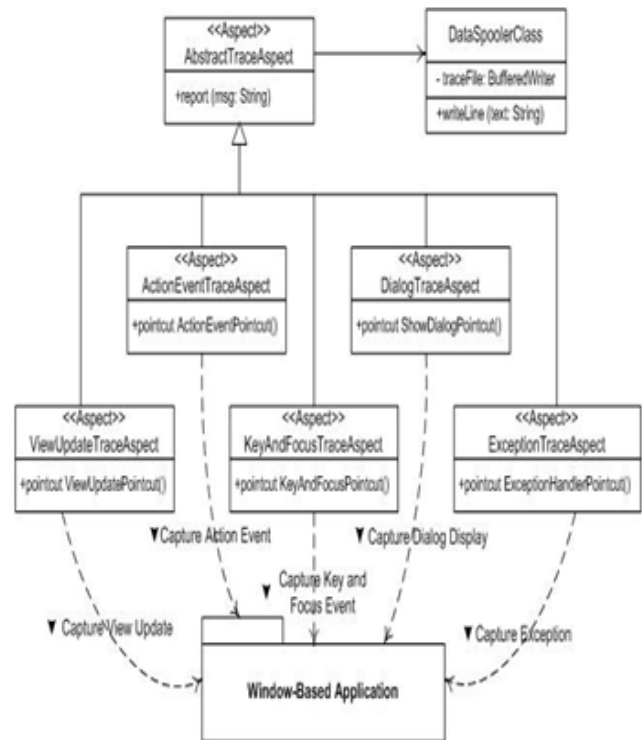 <<Aspect>>
AbstractTraceAspect
+report (msg: String)
DataSpoolerClass
- traceFile: BufferedWriter
+writeLine (text: String)
<<Aspect>>
ActionEventTraceAspect
+pointcut ActionEventPointcut()
<<Aspect>>
DialogTraceAspect
+pointcut ShowDialogPointcut()
<<Aspect>>
ViewUpdateTraceAspect
+pointcut ViewUpdatePointcut()
<<Aspect>>
KeyAndFocusTraceAspect
+pointcut KeyAndFocusPointcut()
<<Aspect>>
ExceptionTraceAspect
+pointcut ExceptionHandlerPointcut()
Capture Action Event
Capture Dialog Display
Capture Key and
Focus Event
Capture View Update
Capture Exception
Window-Based Application